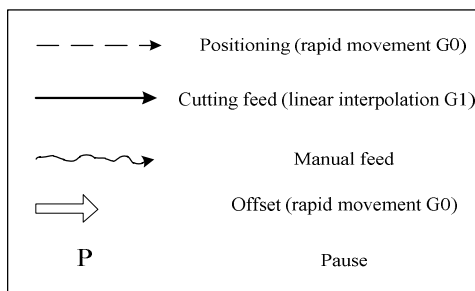 Positioning (rapid movement G0)
Cutting feed (linear interpolation G1)
Manual feed
Offset (rapid movement G0)
P Pause